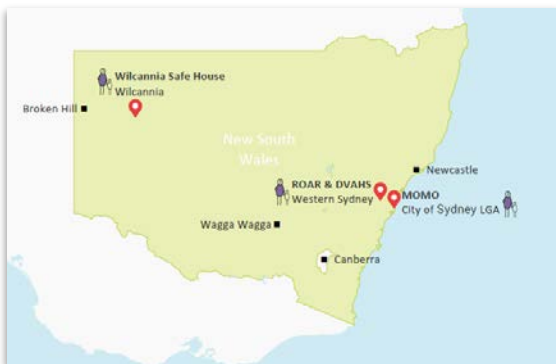 Wilcannia Safe House
Wilcannia
Broken Hill
New South
Wales
Newcastle
ROAR & DVAHS
Western Sydney
MOMO
City of Sydney LGA
Wagga Wagga
Canberra